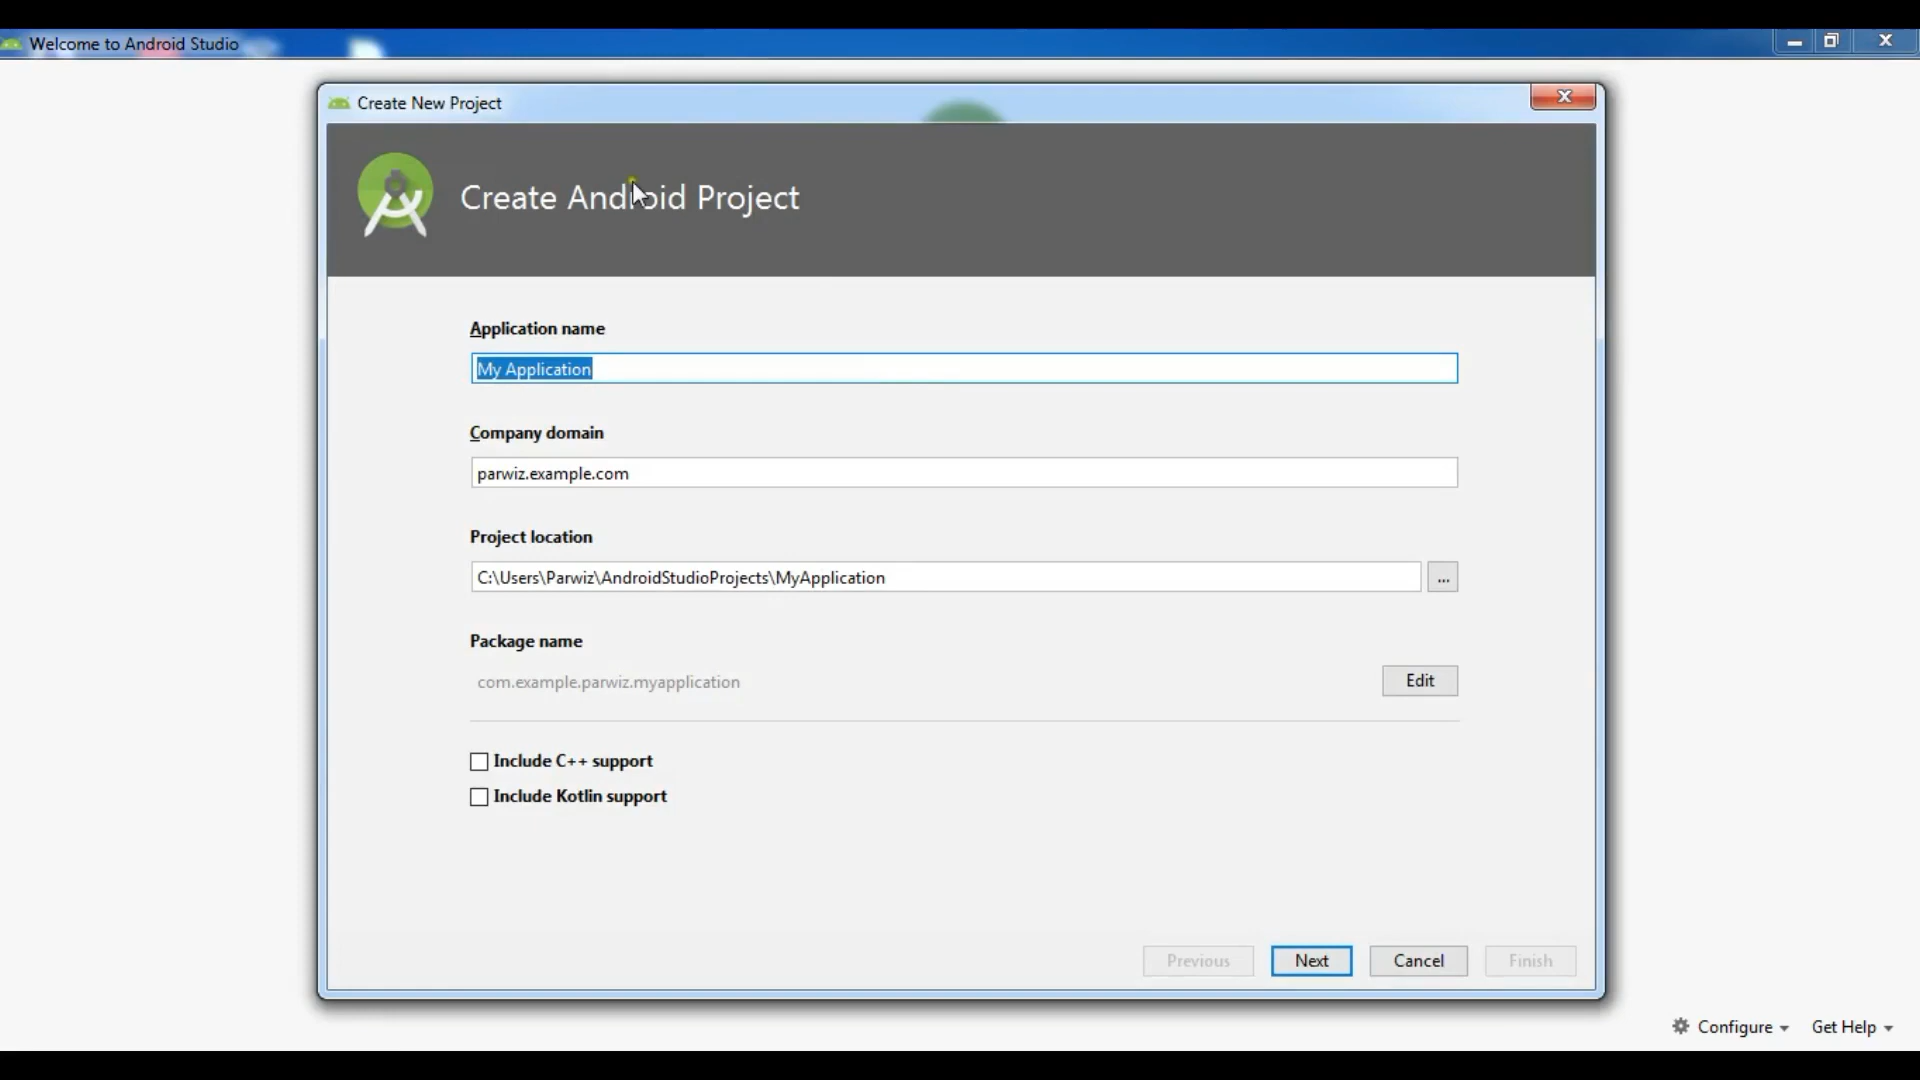 Welcome to Android Studio
Create New Project
Create Android Project
Application name
My Application
Company domain
parwiz.example.com
Project location
C:\Users\Parwiz\AndroidStudioProjects\MyApplication
...
Package name
com.example.parwiz.myapplication
Edit
Include C++ support
Include Kotlin support
Previous Next Cancel Finish
Configure Get Help